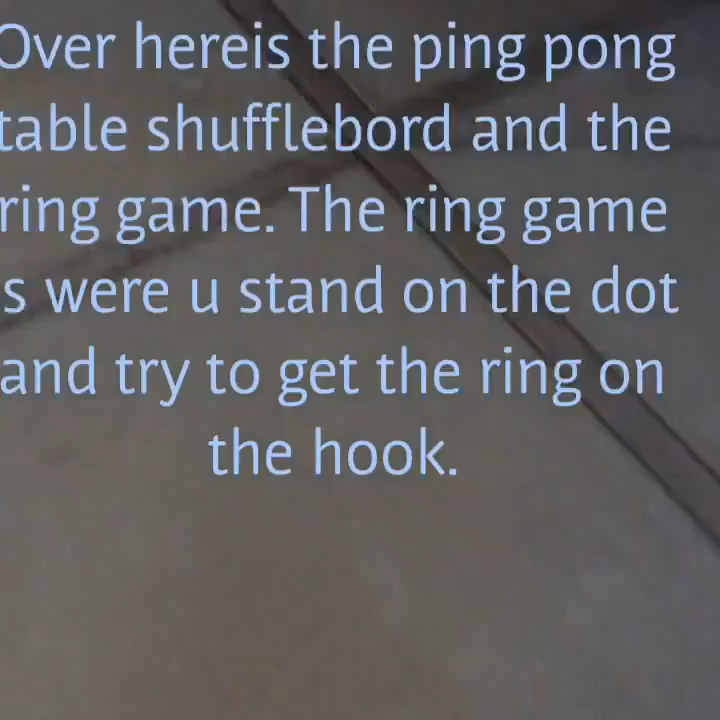 Over hereis the ping pong
table shufflebord and the
ring game. The ring game
s were u stand on the dot
and try to get the ring on
the hook.